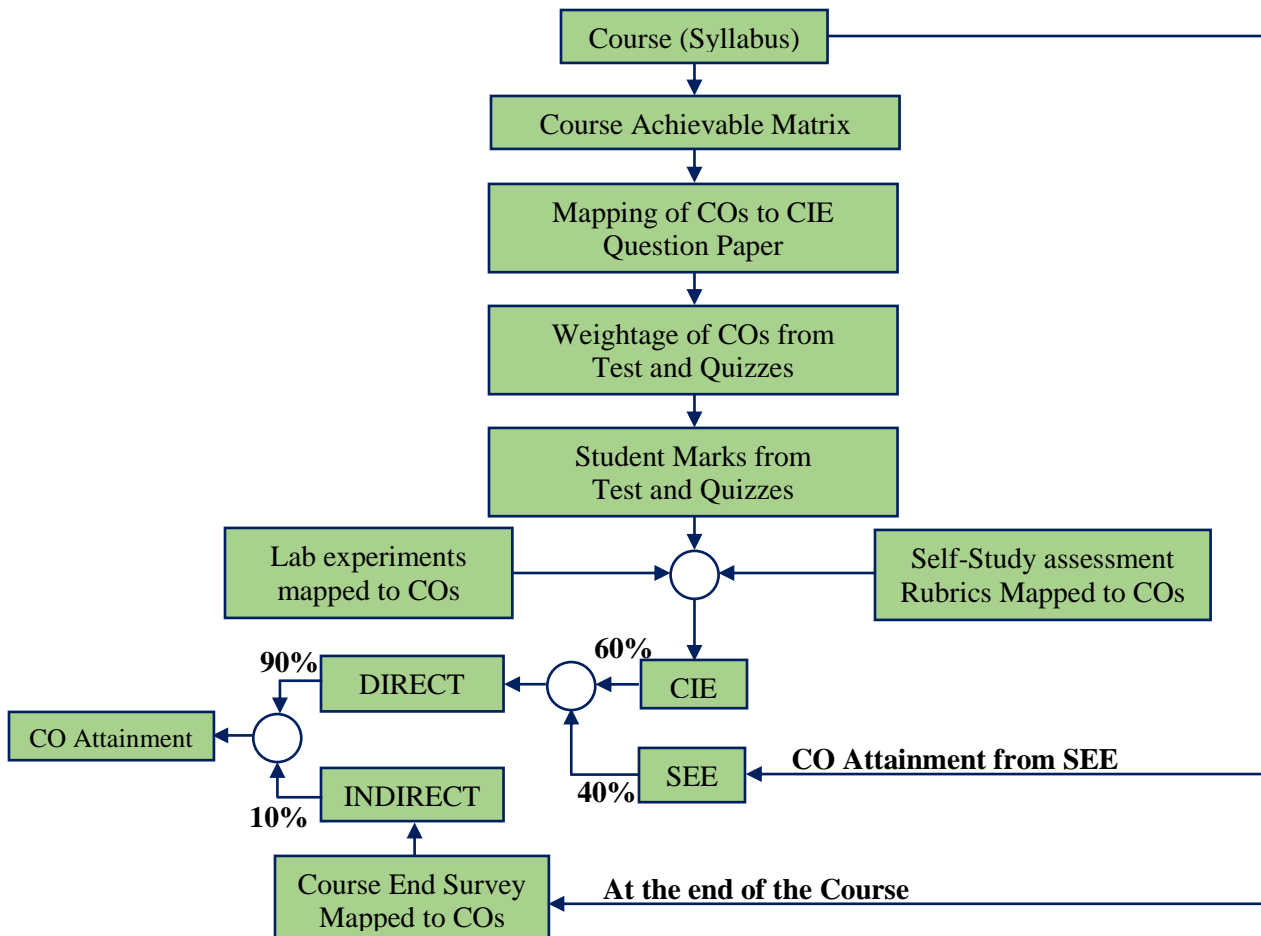 Course (Syllabus)
Course Achievable Matrix
Mapping of COs to CIE
Question Paper
Weightage of COs from
Test and Quizzes
Student Marks from
Test and Quizzes
Lab experiments
mapped to COs
Self-Study assessment
Rubrics Mapped to COs
60%
CIE
90%
DIRECT
CO Attainment
CO Attainment from SEE
SEE
40%
INDIRECT
10%
Course End Survey
Mapped to COs
At the end of the Course